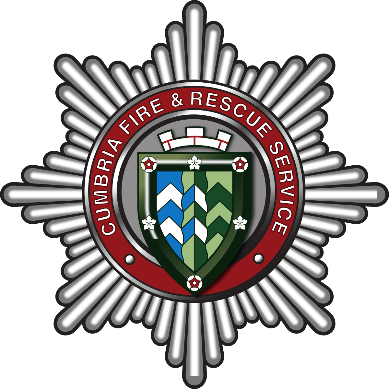 CUMBRIA FIRE & RESCUE SERVICE